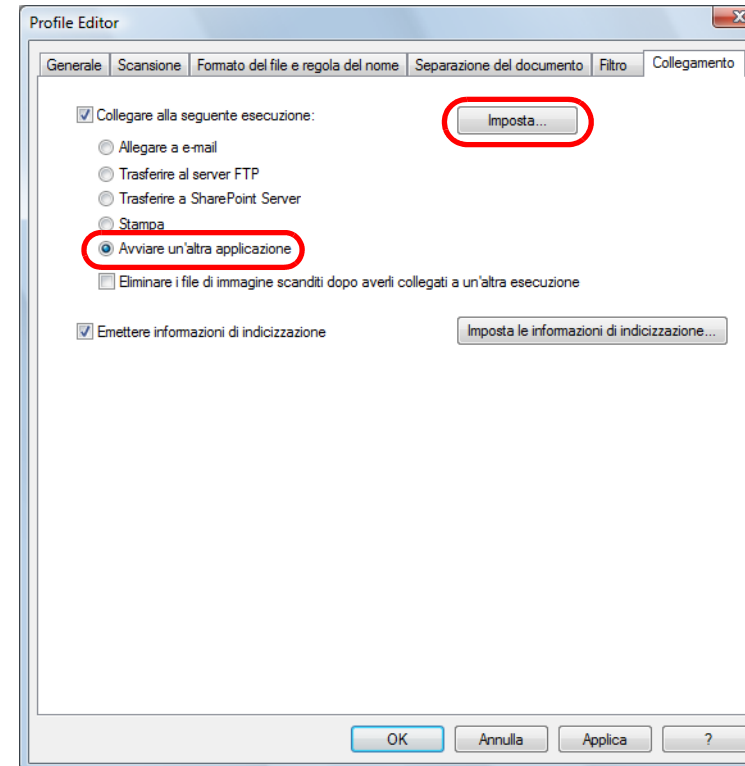 Profile Editor
Generale Scansione Formato del file e regola del nome Separazione del documento Filtro Collegamento
Collegare alla seguente esecuzione: Imposta...
Allegare a e-mail
Trasferire al server FTP
Trasferire a SharePoint Server
Stampa
Avviare un'altra applicazione
Eliminare i file di immagine scanditi dopo averli collegati a un'altra esecuzione
Emettere informazioni di indicizzazione Imposta le informazioni di indicizzazione...
OK Annulla Applica ?